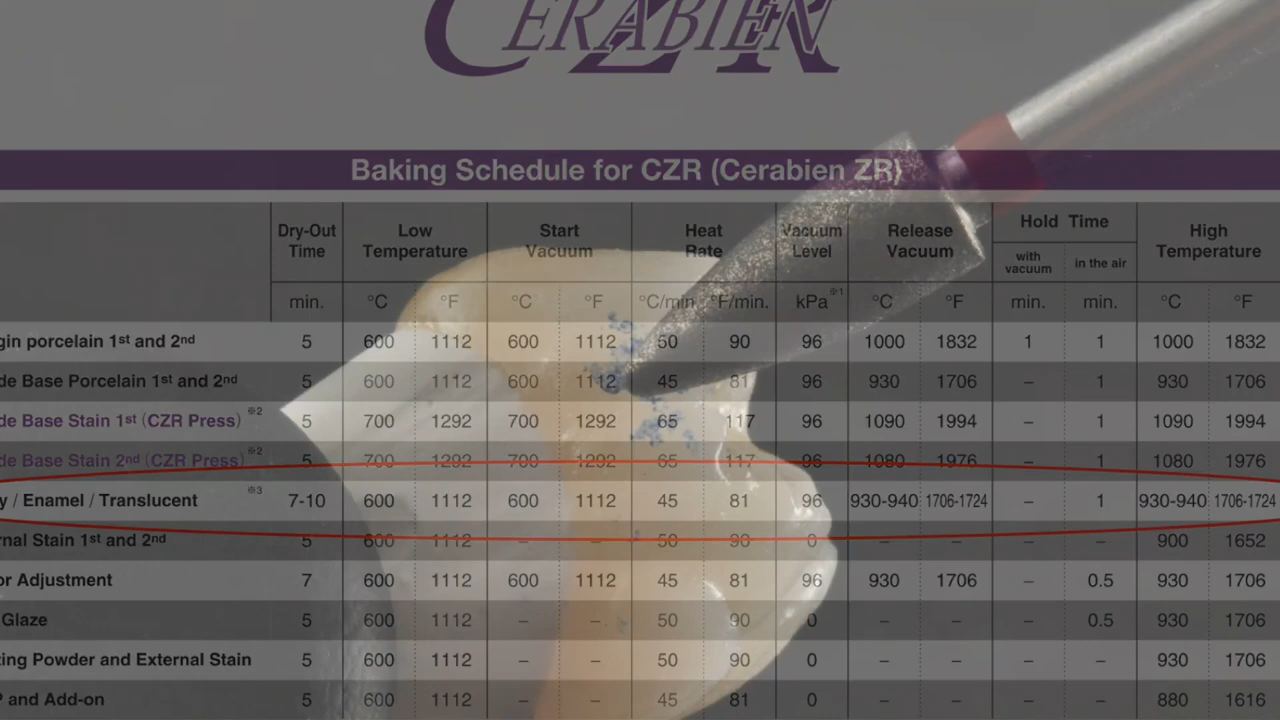 CERABIEN ZR
Baking Schedule for CZR (Cerabien ZR)
Dry-Out Time Low Temperature Start Vacuum Heat Rate Vacuum Level Release Vacuum Hold Time High Temperature
with vacuum in the air
min. °C °F °C °F °C/min °F/min. kPa※1 °C °F min. min. °C °F
gin porcelain 1st and 2nd 5 600 1112 600 1112 50 90 96 1000 1832 1 1 1000 1832
de Base Porcelain 1st and 2nd 5 600 1112 600 1112 45 81 96 930 1706 – 1 930 1706
de Base Stain 1st (CZR Press) ※2 5 700 1292 700 1292 65 117 96 1090 1994 – 1 1090 1994
de Base Stain 2nd (CZR Press) ※2 5 700 1292 700 1292 65 117 96 1080 1976 – 1 1080 1976
y / Enamel / Translucent ※3 7-10 600 1112 600 1112 45 81 96 930-940 1706-1724 – 1 930-940 1706-1724
rnal Stain 1st and 2nd 5 600 1112 – – 50 90 0 – – – – 900 1652
or Adjustment 7 600 1112 600 1112 45 81 96 930 1706 – 0.5 930 1706
Glaze 5 600 1112 – – 50 90 0 – – – 0.5 930 1706
ing Powder and External Stain 5 600 1112 – – 50 90 0 – – – – 930 1706
P and Add-on 5 600 1112 – – 45 81 0 – – – – 880 1616